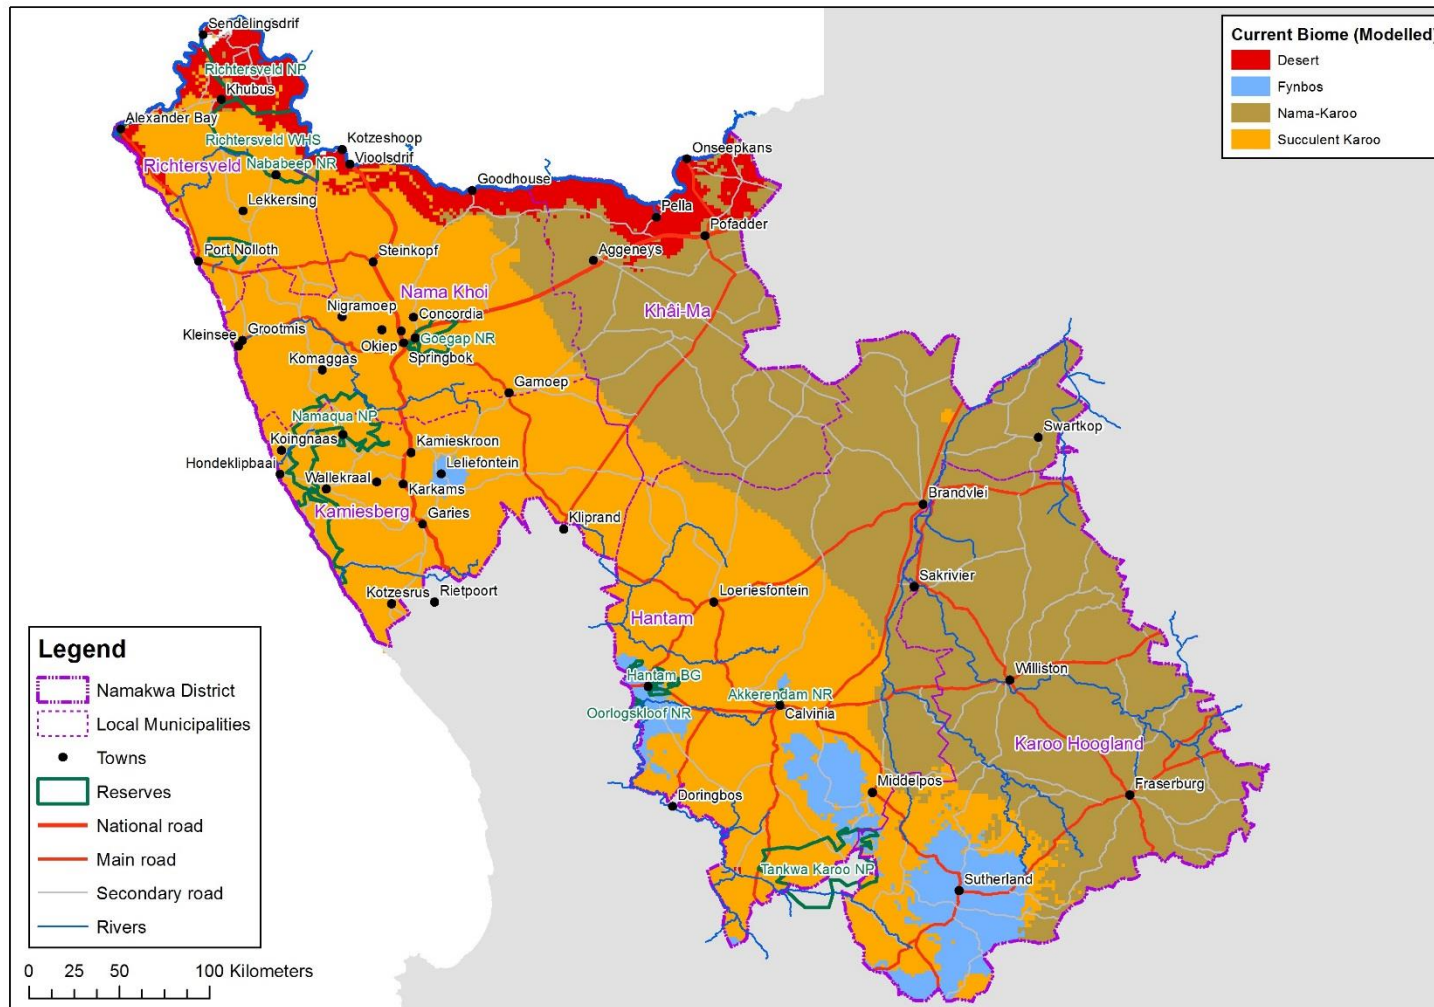 Sendelingsdrif
Richtersveld NP
Khubus
Alexander Bay
Richtersveld WHS
Kotzeshoop
Vioolsdrif
Richtersveld
Nababeep NR
Onseepkans
Goodhouse
Lekkersing
Pella
Pofadder
Port Nolloth
Steinkopf
Aggeneys
Nama Khoi
Khâi-Ma
Nigramoep
Concordia
Kleinsee
Grootmis
Okiep
Goegap NR
Springbok
Komaggas
Gamoep
Namaqua NP
Koingnaas
Kamieskroon
Swartkop
Hondeklipbaai
Leliefontein
Wallekraal
Karkams
Brandvlei
Kamiesberg
Garies
Kliprand
Sakrivier
Kotzesrus
Rietpoort
Loeriesfontein
Hantam
Hantam BG
Williston
Akkerendam NR
Oorlogskloof NR
Calvinia
Karoo Hoogland
Middelpos
Fraserburg
Doringbos
Tankwa Karoo NP
Sutherland
Current Biome (Modelled)
Desert
Fynbos
Nama-Karoo
Succulent Karoo
Legend
Namakwa District
Local Municipalities
Towns
Reserves
National road
Main road
Secondary road
Rivers
0 25 50 100 Kilometers